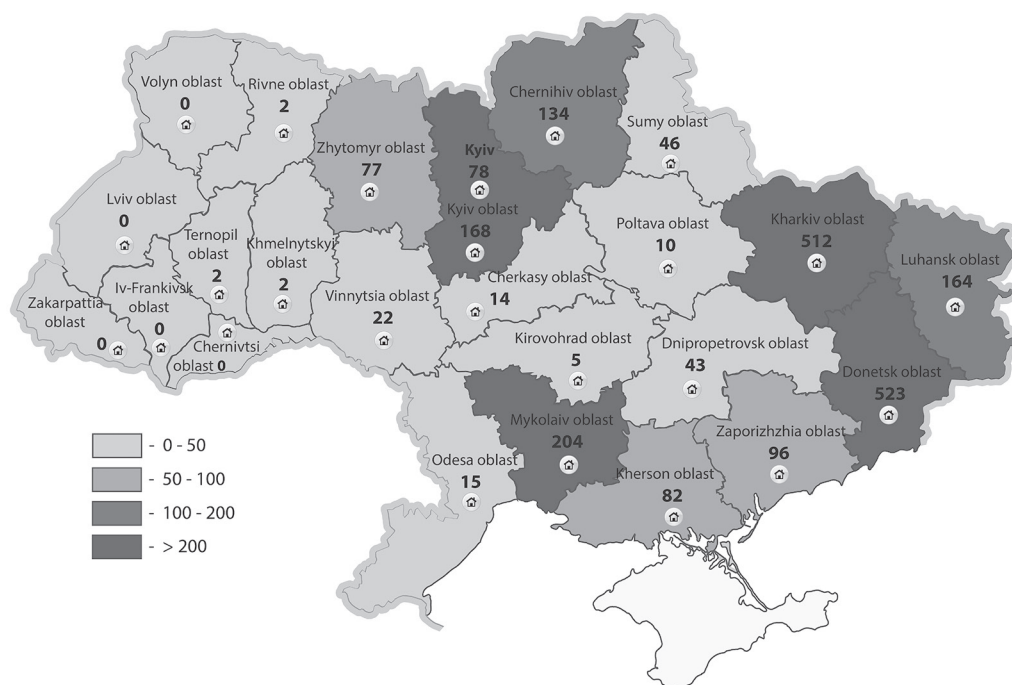 Volyn oblast
0
Rivne oblast
2
Zhytomyr oblast
77
Kyiv
78
Kyiv oblast
168
Chernihiv oblast
134
Sumy oblast
46
Lviv oblast
0
Ternopil
oblast
2
Khmelnytskyi
oblast
2
Zakarpattia
oblast
0
Iv-Frankivsk
oblast
0
Chernivtsi
oblast 0
Vinnytsia oblast
22
Cherkasy oblast
14
Poltava oblast
10
Kharkiv oblast
512
Luhansk oblast
164
Kirovohrad oblast
5
Dnipropetrovsk oblast
43
Donetsk oblast
523
Odesa oblast
15
Mykolaiv oblast
204
Kherson oblast
82
Zaporizhzhia oblast
96
- 0 - 50
- 50 - 100
- 100 - 200
- > 200